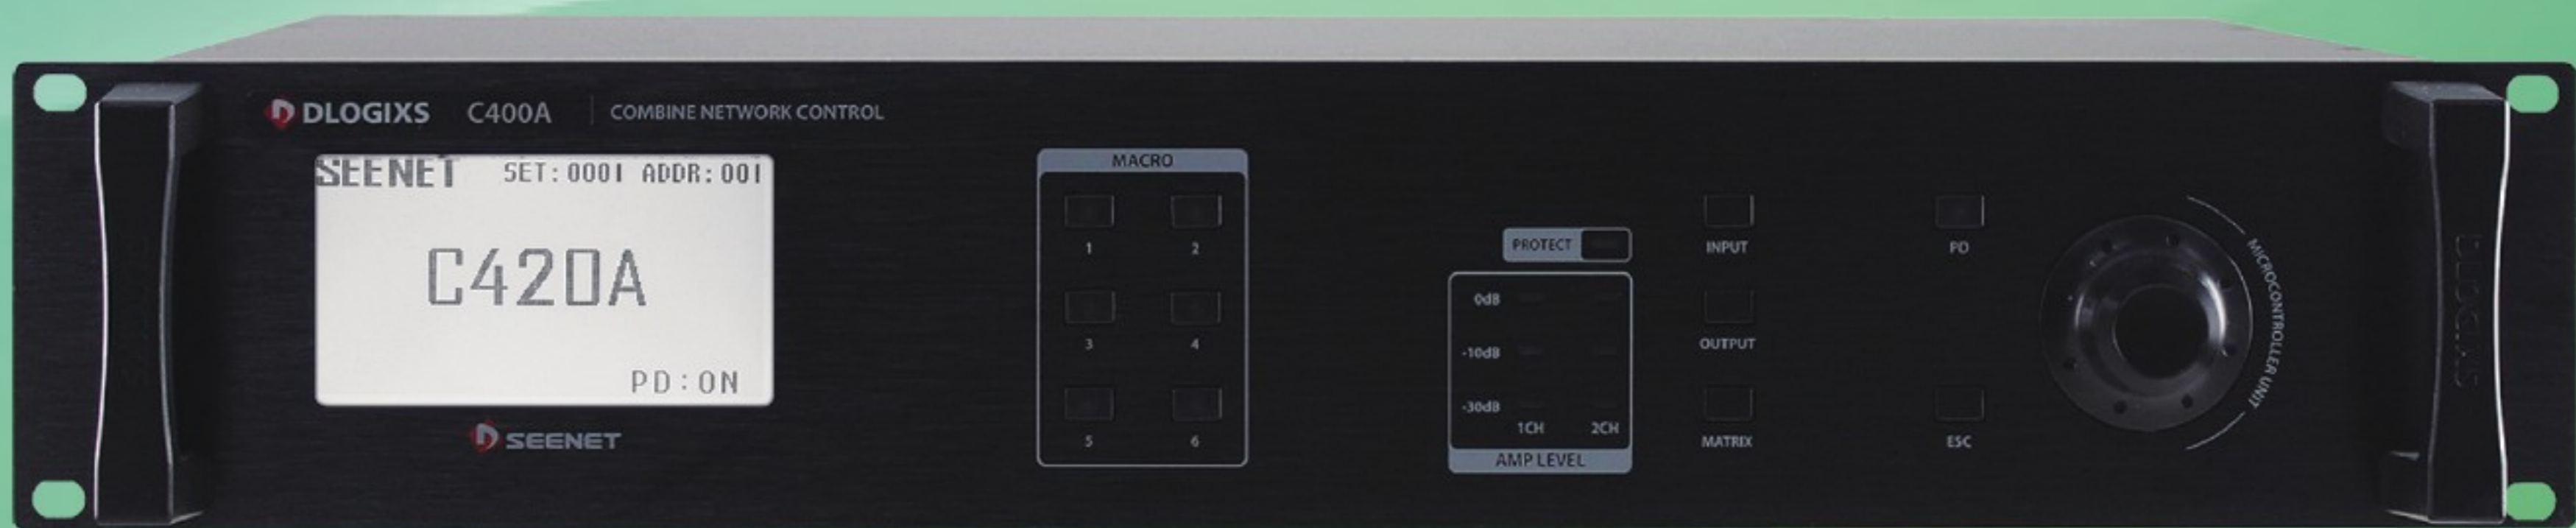 DLOGIXS C400A COMBINE NETWORK CONTROL
SEENET SET:0001 ADDR:001
C420A
PD:ON
SEENET
MACRO
1 2
3 4
5 6
PROTECT
0dB
-10dB
-30dB
1CH 2CH
AMP LEVEL
INPUT
OUTPUT
MATRIX
PD
ESC
MICROCONTROLLER UNIT
DLOGIXS